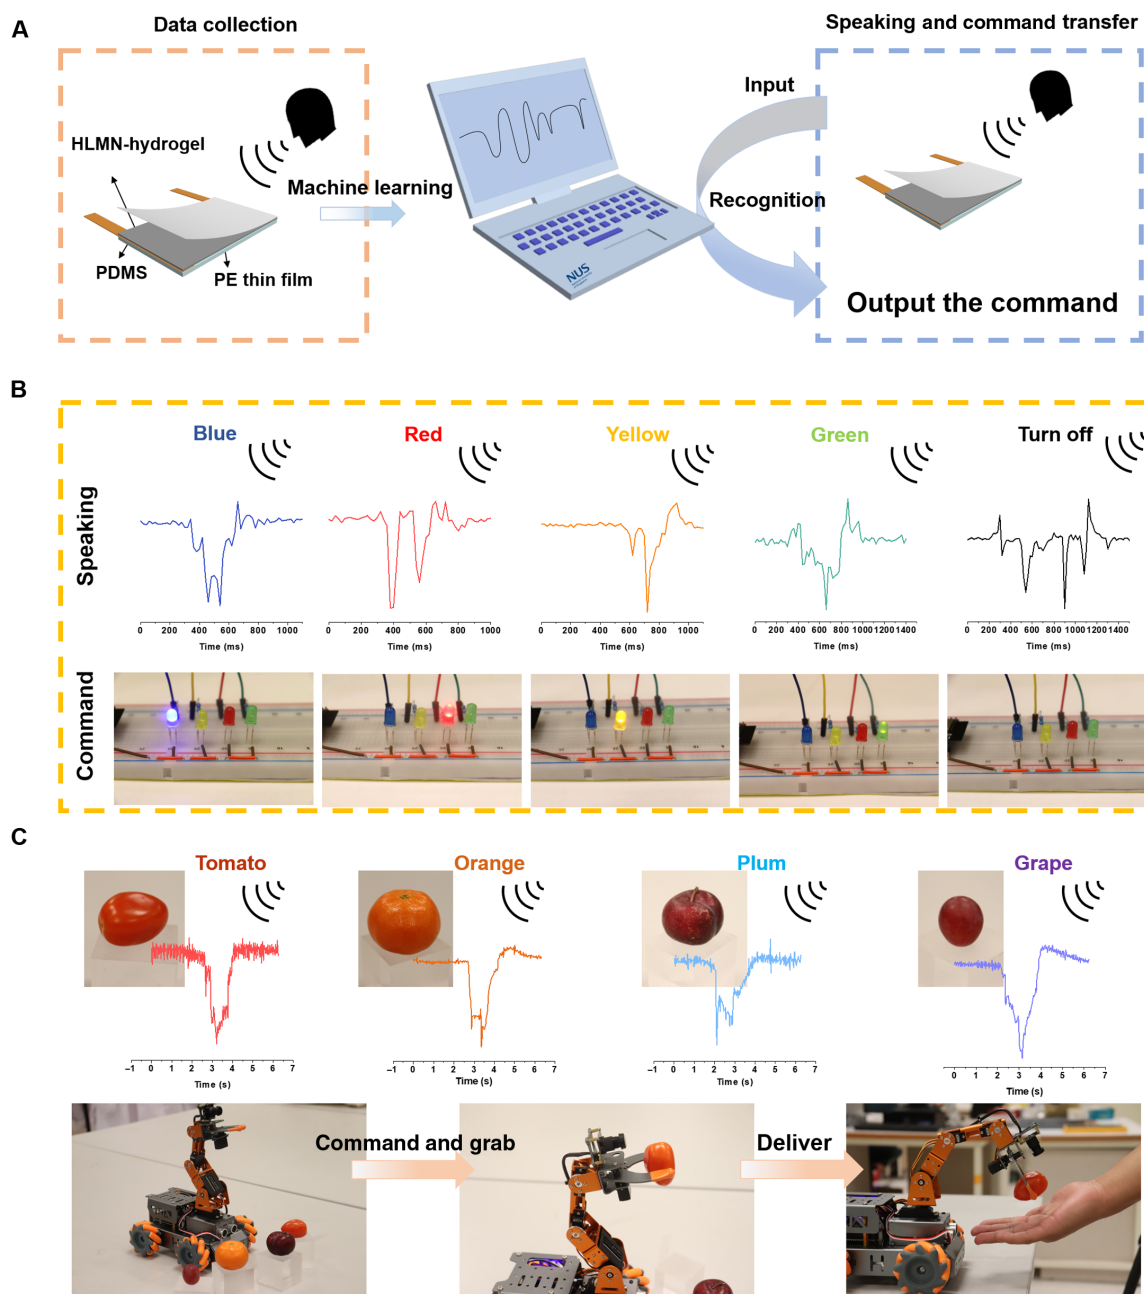 A
Data collection
Speaking and command transfer
HLMN-hydrogel
PDMS
PE thin film
Machine learning
NUS
Input
Recognition
Output the command
B
Speaking
Blue
Red
Yellow
Green
Turn off
0 200 400 600 800 1000
Time (ms)
0 200 400 600 800 1000
Time (ms)
0 200 400 600 800 1000
Time (ms)
0 200 400 600 800 1000 1200 1400
Time (ms)
0 200 400 600 800 1000 1200 1400
Time (ms)
Command
C
Tomato
Orange
Plum
Grape
−1 0 1 2 3 4 5 6 7
Time (s)
−1 0 1 2 3 4 5 6 7
Time (s)
−1 0 1 2 3 4 5 6 7
Time (s)
0 1 2 3 4 5 6 7
Time (s)
Command and grab
Deliver